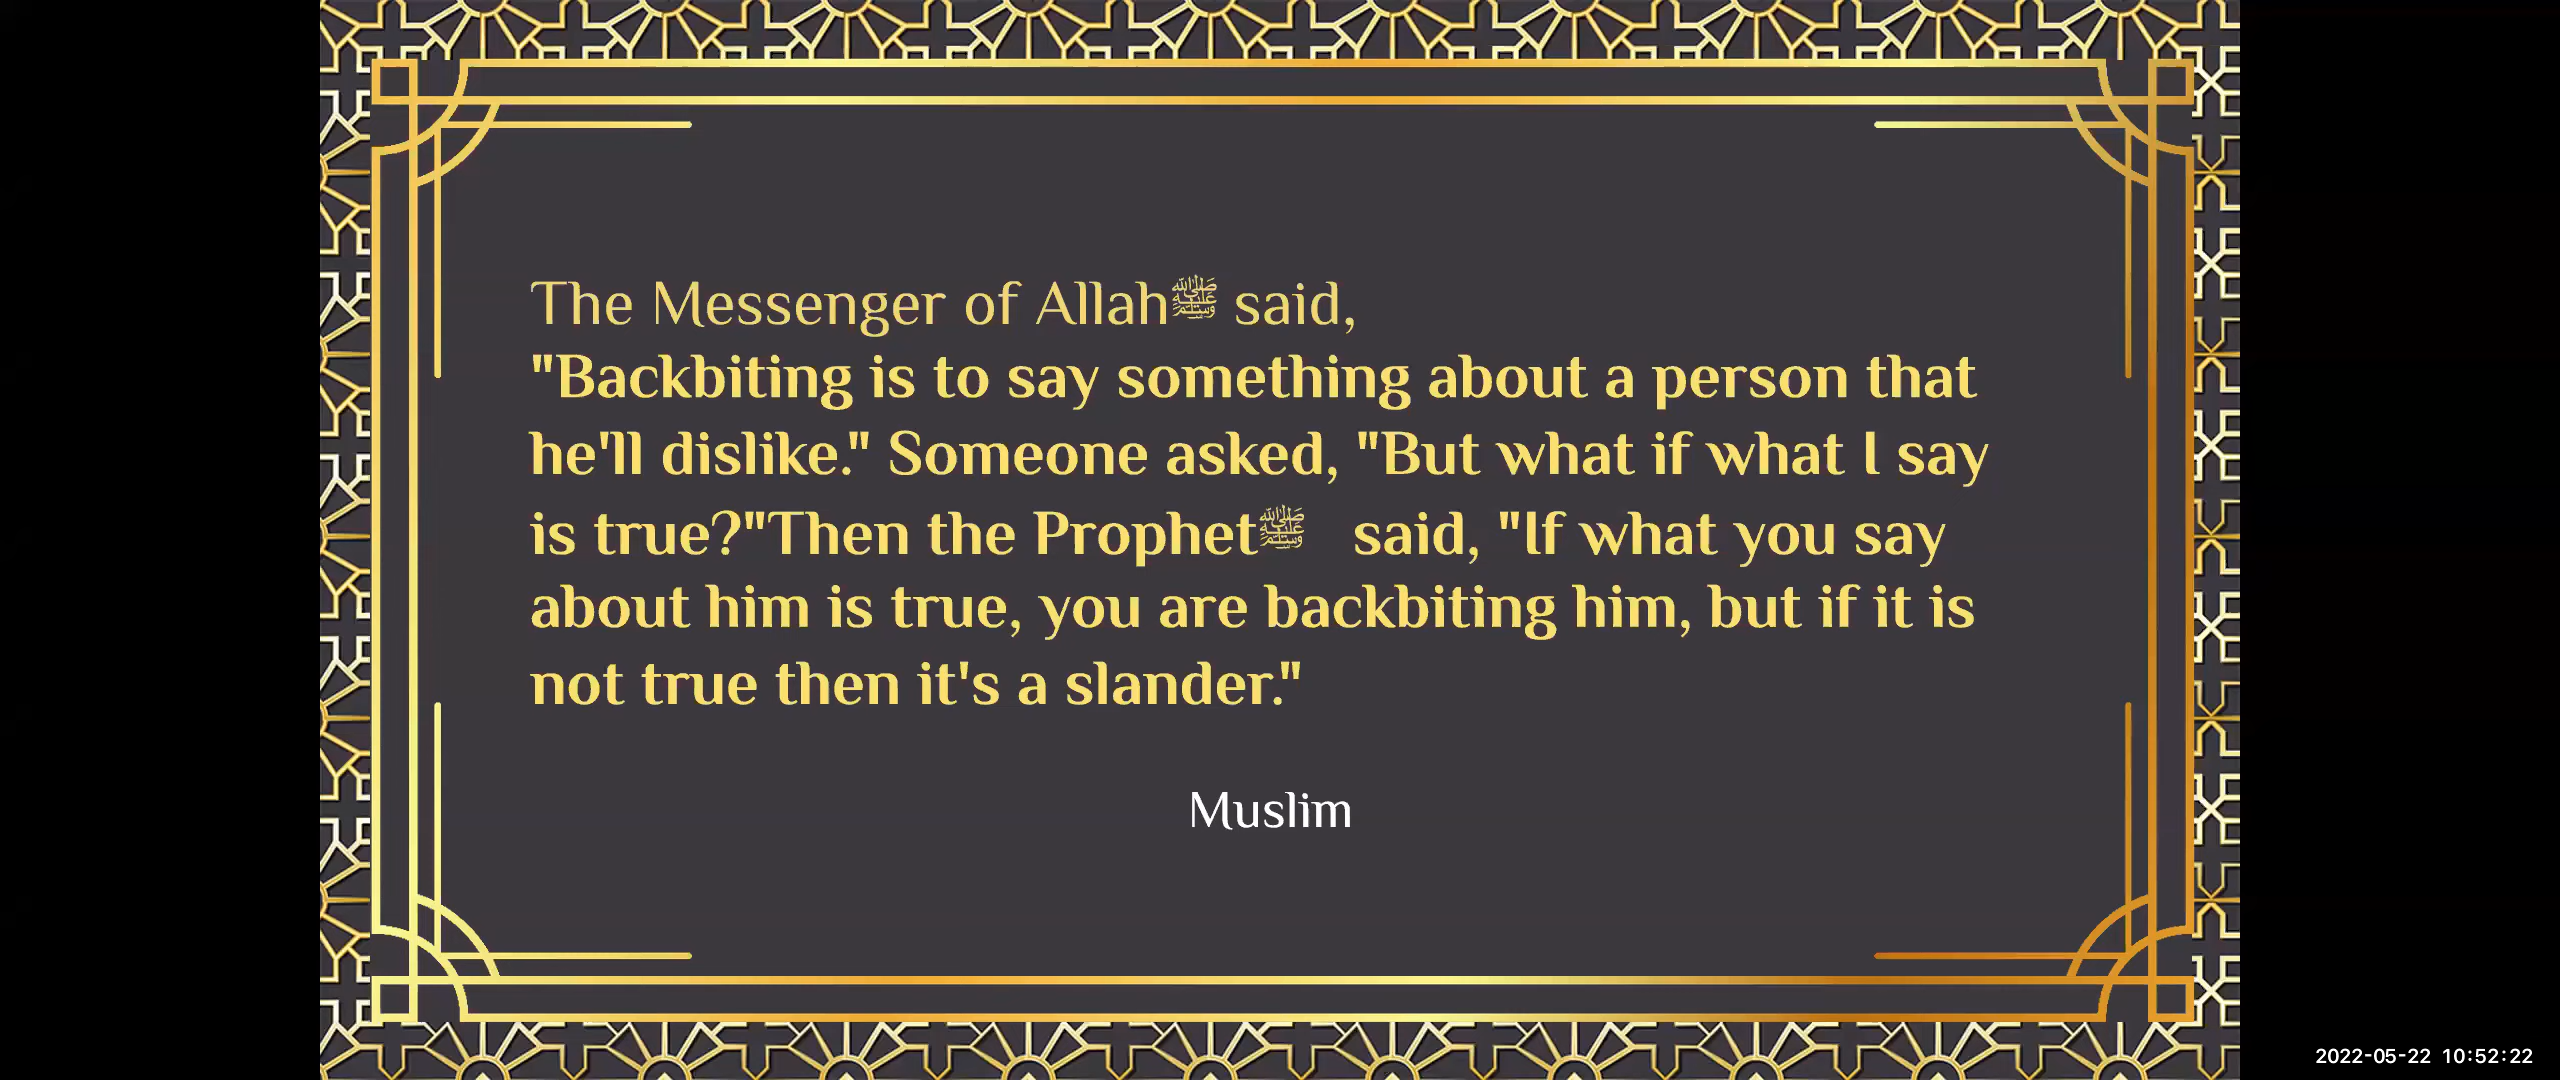 The Messenger of Allahﷺ said,
"Backbiting is to say something about a person that
he'll dislike." Someone asked, "But what if what I say
is true?"Then the Prophetﷺ said, "If what you say
about him is true, you are backbiting him, but if it is
not true then it's a slander."
Muslim
2022-05-22 10:52:22